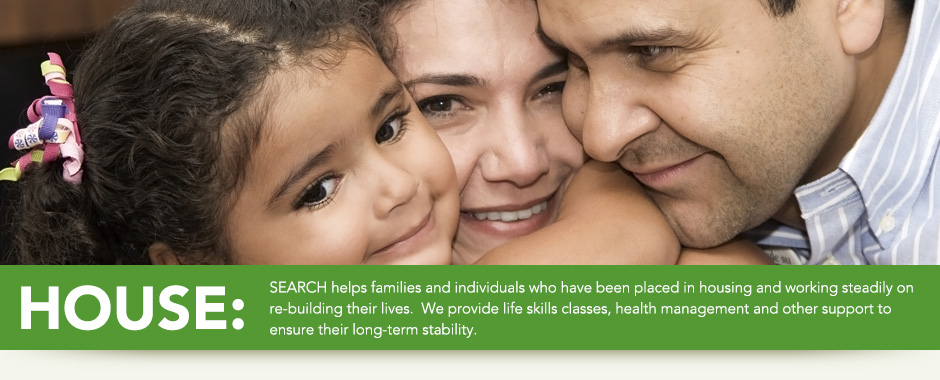 HOUSE:
SEARCH helps families and individuals who have been placed in housing and working steadily on
re-building their lives.  We provide life skills classes, health management and other support to
ensure their long-term stability.